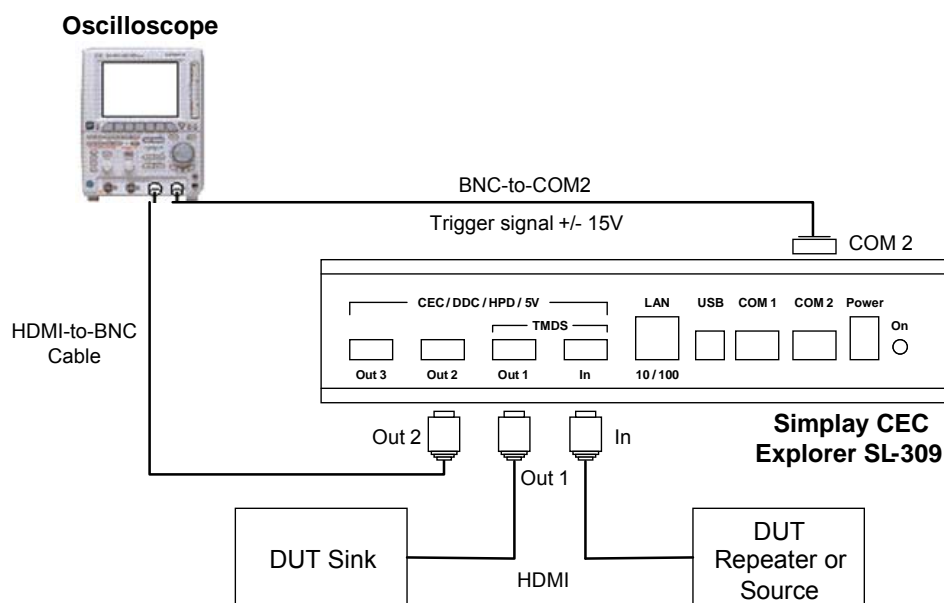 Oscilloscope
BNC-to-COM2
Trigger signal +/- 15V
COM 2
HDMI-to-BNC
Cable
CEC / DDC / HPD / 5V
LAN
USB
COM 1
COM 2
Power
TMDS
On
Out 3
Out 2
Out 1
In
10 / 100
Simplay CEC
Explorer SL-309
Out 2
Out 1
In
DUT Sink
HDMI
DUT
Repeater or
Source